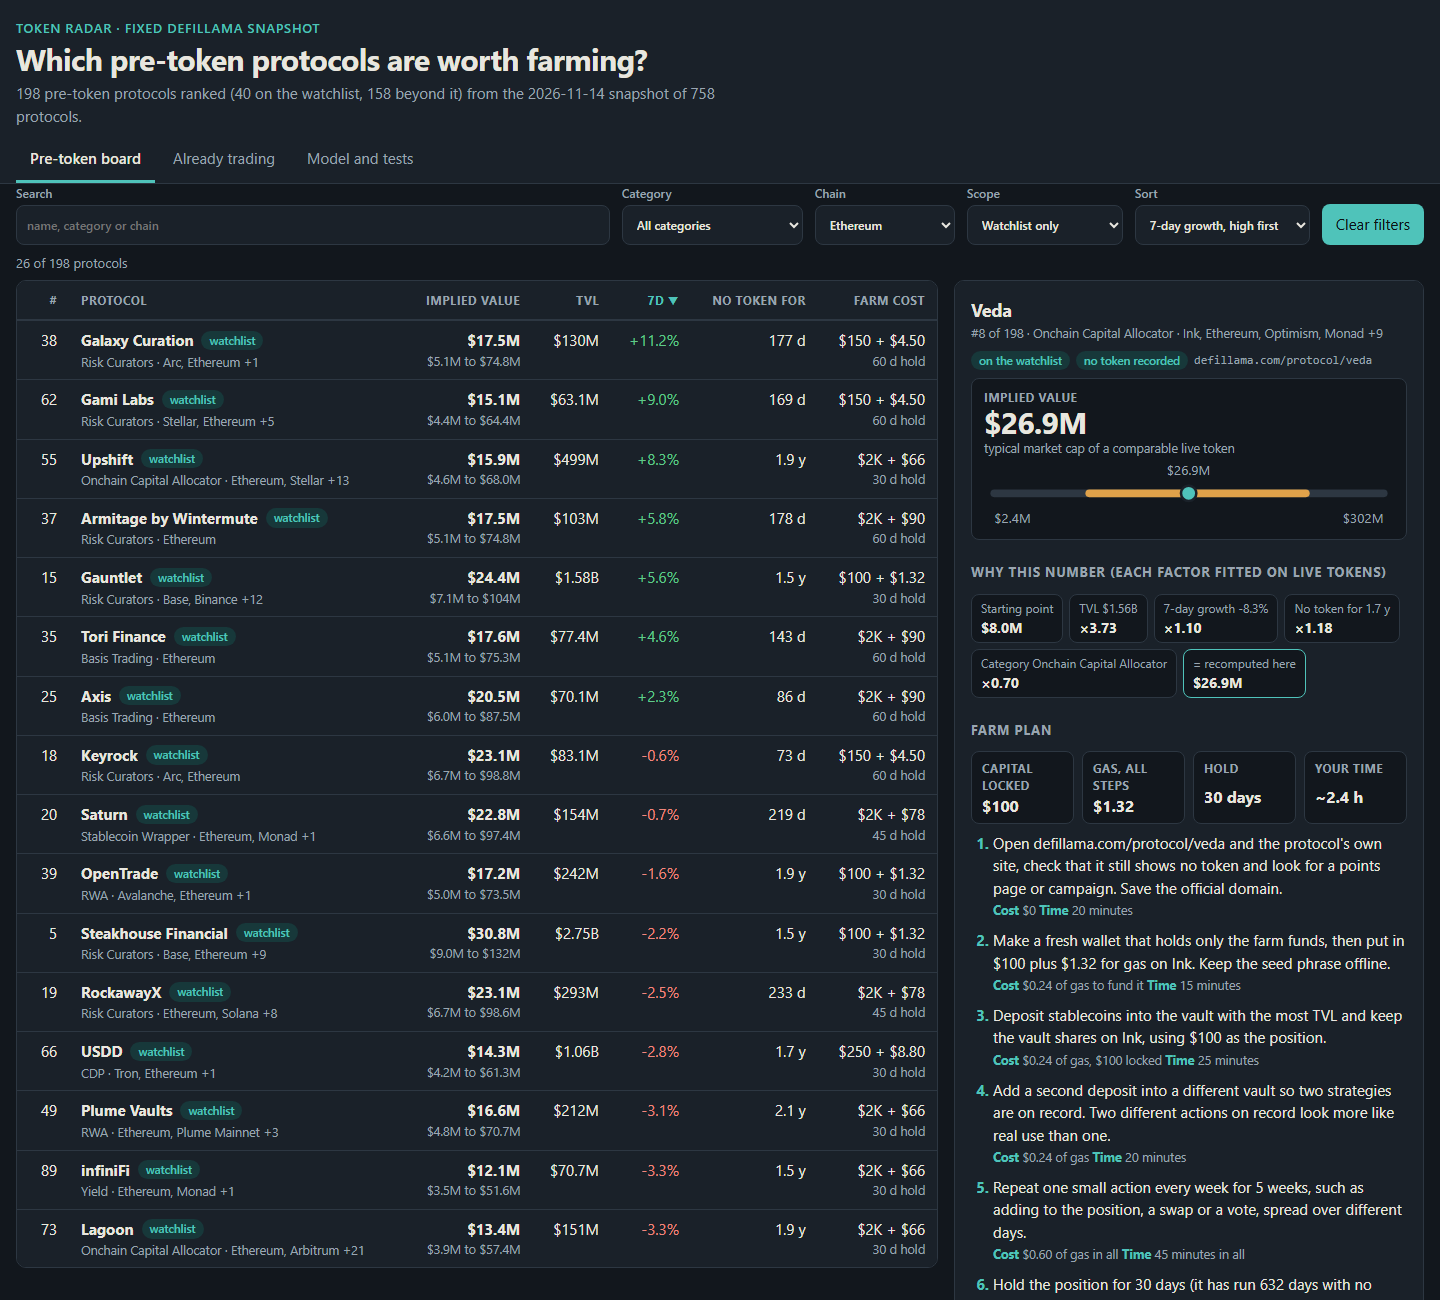 TOKEN RADAR · FIXED DEFILLAMA SNAPSHOT
Which pre-token protocols are worth farming?
198 pre-token protocols ranked (40 on the watchlist, 158 beyond it) from the 2026-11-14 snapshot of 758
protocols.
Pre-token board Already trading Model and tests
Search Category Chain Scope Sort
name, category or chain All categories Ethereum Watchlist only 7-day growth, high first Clear filters
26 of 198 protocols
# PROTOCOL IMPLIED VALUE TVL 7D ▼ NO TOKEN FOR FARM COST
38 Galaxy Curation watchlist $17.5M $130M +11.2% 177 d $150 + $4.50
Risk Curators · Arc, Ethereum +1 $5.1M to $74.8M 60 d hold
62 Gami Labs watchlist $15.1M $63.1M +9.0% 169 d $150 + $4.50
Risk Curators · Stellar, Ethereum +5 $4.4M to $64.4M 60 d hold
55 Upshift watchlist $15.9M $499M +8.3% 1.9 y $2K + $66
Onchain Capital Allocator · Ethereum, Stellar +13 $4.6M to $68.0M 30 d hold
37 Armitage by Wintermute watchlist $17.5M $103M +5.8% 178 d $2K + $90
Risk Curators · Ethereum $5.1M to $74.8M 60 d hold
15 Gauntlet watchlist $24.4M $1.58B +5.6% 1.5 y $100 + $1.32
Risk Curators · Base, Binance +12 $7.1M to $104M 30 d hold
35 Tori Finance watchlist $17.6M $77.4M +4.6% 143 d $2K + $90
Basis Trading · Ethereum $5.1M to $75.3M 60 d hold
25 Axis watchlist $20.5M $70.1M +2.3% 86 d $2K + $90
Basis Trading · Ethereum $6.0M to $87.5M 60 d hold
18 Keyrock watchlist $23.1M $83.1M -0.6% 73 d $150 + $4.50
Risk Curators · Arc, Ethereum $6.7M to $98.8M 60 d hold
20 Saturn watchlist $22.8M $154M -0.7% 219 d $2K + $78
Stablecoin Wrapper · Ethereum, Monad +1 $6.6M to $97.4M 45 d hold
39 OpenTrade watchlist $17.2M $242M -1.6% 1.9 y $100 + $1.32
RWA · Avalanche, Ethereum +1 $5.0M to $73.5M 30 d hold
5 Steakhouse Financial watchlist $30.8M $2.75B -2.2% 1.5 y $100 + $1.32
Risk Curators · Base, Ethereum +9 $9.0M to $132M 30 d hold
19 RockawayX watchlist $23.1M $293M -2.5% 233 d $2K + $78
Risk Curators · Ethereum, Solana +8 $6.7M to $98.6M 45 d hold
66 USDD watchlist $14.3M $1.06B -2.8% 1.7 y $250 + $8.80
CDP · Tron, Ethereum +1 $4.2M to $61.3M 30 d hold
49 Plume Vaults watchlist $16.6M $212M -3.1% 2.1 y $2K + $66
RWA · Ethereum, Plume Mainnet +3 $4.8M to $70.7M 30 d hold
89 infiniFi watchlist $12.1M $70.7M -3.3% 1.5 y $2K + $66
Yield · Ethereum, Monad +1 $3.5M to $51.6M 30 d hold
73 Lagoon watchlist $13.4M $151M -3.3% 1.9 y $2K + $66
Onchain Capital Allocator · Ethereum, Arbitrum +21 $3.9M to $57.4M 30 d hold
Veda
#8 of 198 · Onchain Capital Allocator · Ink, Ethereum, Optimism, Monad +9
on the watchlist no token recorded defillama.com/protocol/veda
IMPLIED VALUE
$26.9M
typical market cap of a comparable live token
$26.9M
$2.4M $302M
WHY THIS NUMBER (EACH FACTOR FITTED ON LIVE TOKENS)
Starting point TVL $1.56B 7-day growth -8.3% No token for 1.7 y
$8.0M ×3.73 ×1.10 ×1.18
Category Onchain Capital Allocator = recomputed here
×0.70 $26.9M
FARM PLAN
CAPITAL LOCKED GAS, ALL STEPS HOLD YOUR TIME
$100 $1.32 30 days ~2.4 h
1. Open defillama.com/protocol/veda and the protocol's own
site, check that it still shows no token and look for a points
page or campaign. Save the official domain.
Cost $0 Time 20 minutes
2. Make a fresh wallet that holds only the farm funds, then put in
$100 plus $1.32 for gas on Ink. Keep the seed phrase offline.
Cost $0.24 of gas to fund it Time 15 minutes
3. Deposit stablecoins into the vault with the most TVL and keep
the vault shares on Ink, using $100 as the position.
Cost $0.24 of gas, $100 locked Time 25 minutes
4. Add a second deposit into a different vault so two strategies
are on record. Two different actions on record look more like
real use than one.
Cost $0.24 of gas Time 20 minutes
5. Repeat one small action every week for 5 weeks, such as
adding to the position, a swap or a vote, spread over different
days.
Cost $0.60 of gas in all Time 45 minutes in all
6. Hold the position for 30 days (it has run 632 days with no